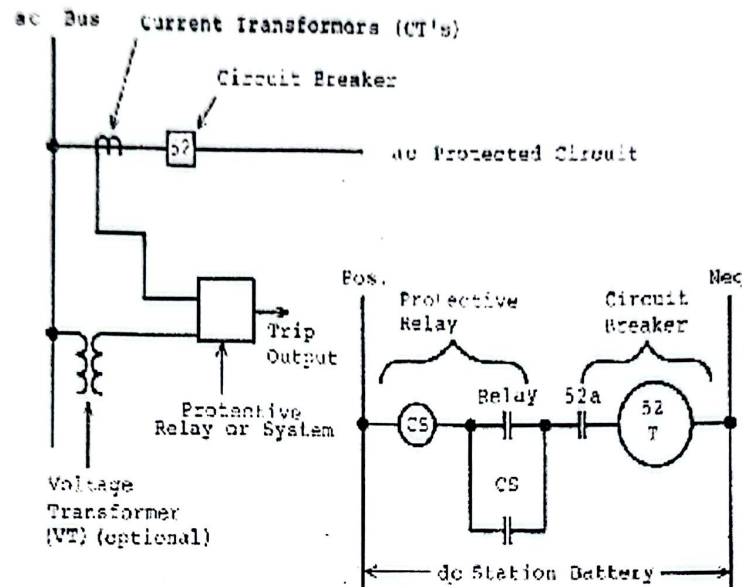 ac Bus
Current Transformers (CT's)
Circuit Breaker
52
ac Protected Circuit
Pos.
Neg
Protective
Relay
Circuit
Breaker
Trip
Output
Protective
Relay or System
Relay
52a
52
T
CS
CS
Voltage
Transformer
(VT) (optional)
dc Station Battery